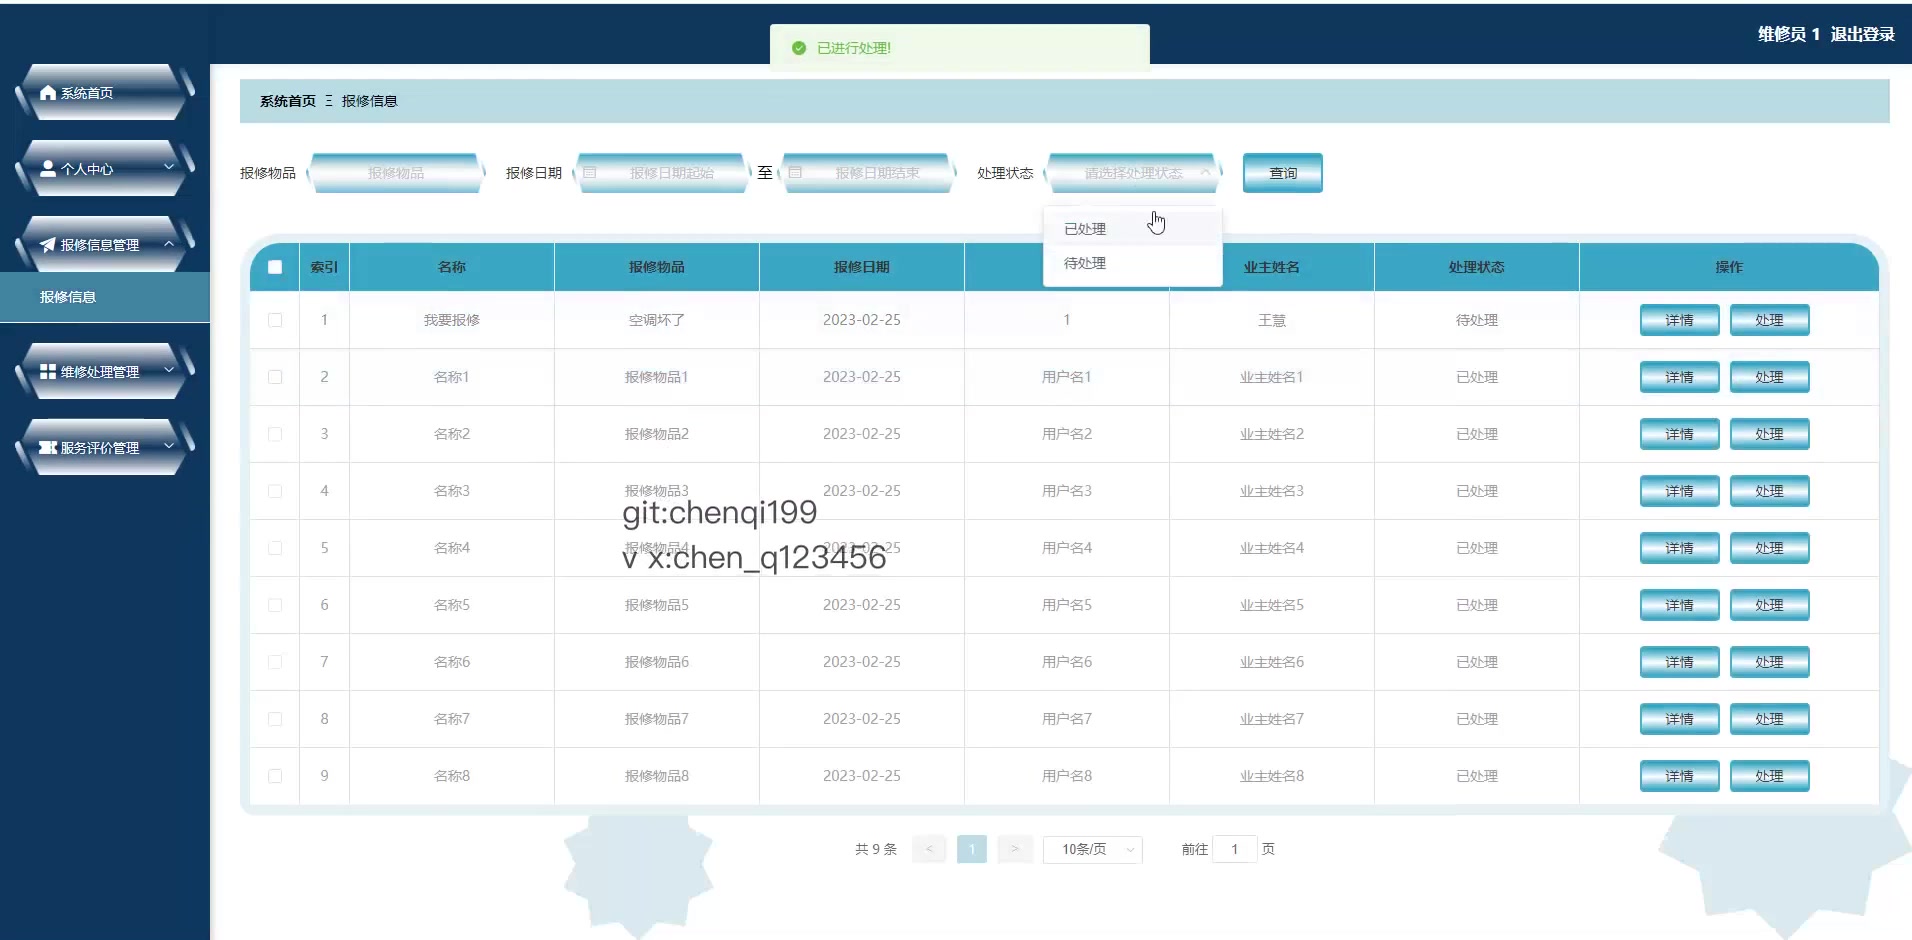 已进行处理!
维修员 1 退出登录
系统首页
个人中心
报修信息管理
报修信息
维修处理管理
服务评价管理
系统首页 Ξ 报修信息
报修物品 报修物品 报修日期 报修日期起始 至 报修日期结束 处理状态 请选择处理状态 查询
已处理
待处理
索引 名称 报修物品 报修日期 业主姓名 处理状态 操作
1 我要报修 空调坏了 2023-02-25 1 王慧 待处理 详情 处理
2 名称1 报修物品1 2023-02-25 用户名1 业主姓名1 已处理 详情 处理
3 名称2 报修物品2 2023-02-25 用户名2 业主姓名2 已处理 详情 处理
4 名称3 报修物品3 2023-02-25 用户名3 业主姓名3 已处理 详情 处理
git:chenqi199
5 名称4 报修物品4 2023-02-25 用户名4 业主姓名4 已处理 详情 处理
v x:chen_q123456
6 名称5 报修物品5 2023-02-25 用户名5 业主姓名5 已处理 详情 处理
7 名称6 报修物品6 2023-02-25 用户名6 业主姓名6 已处理 详情 处理
8 名称7 报修物品7 2023-02-25 用户名7 业主姓名7 已处理 详情 处理
9 名称8 报修物品8 2023-02-25 用户名8 业主姓名8 已处理 详情 处理
共 9 条 < 1 > 10条/页 前往 1 页